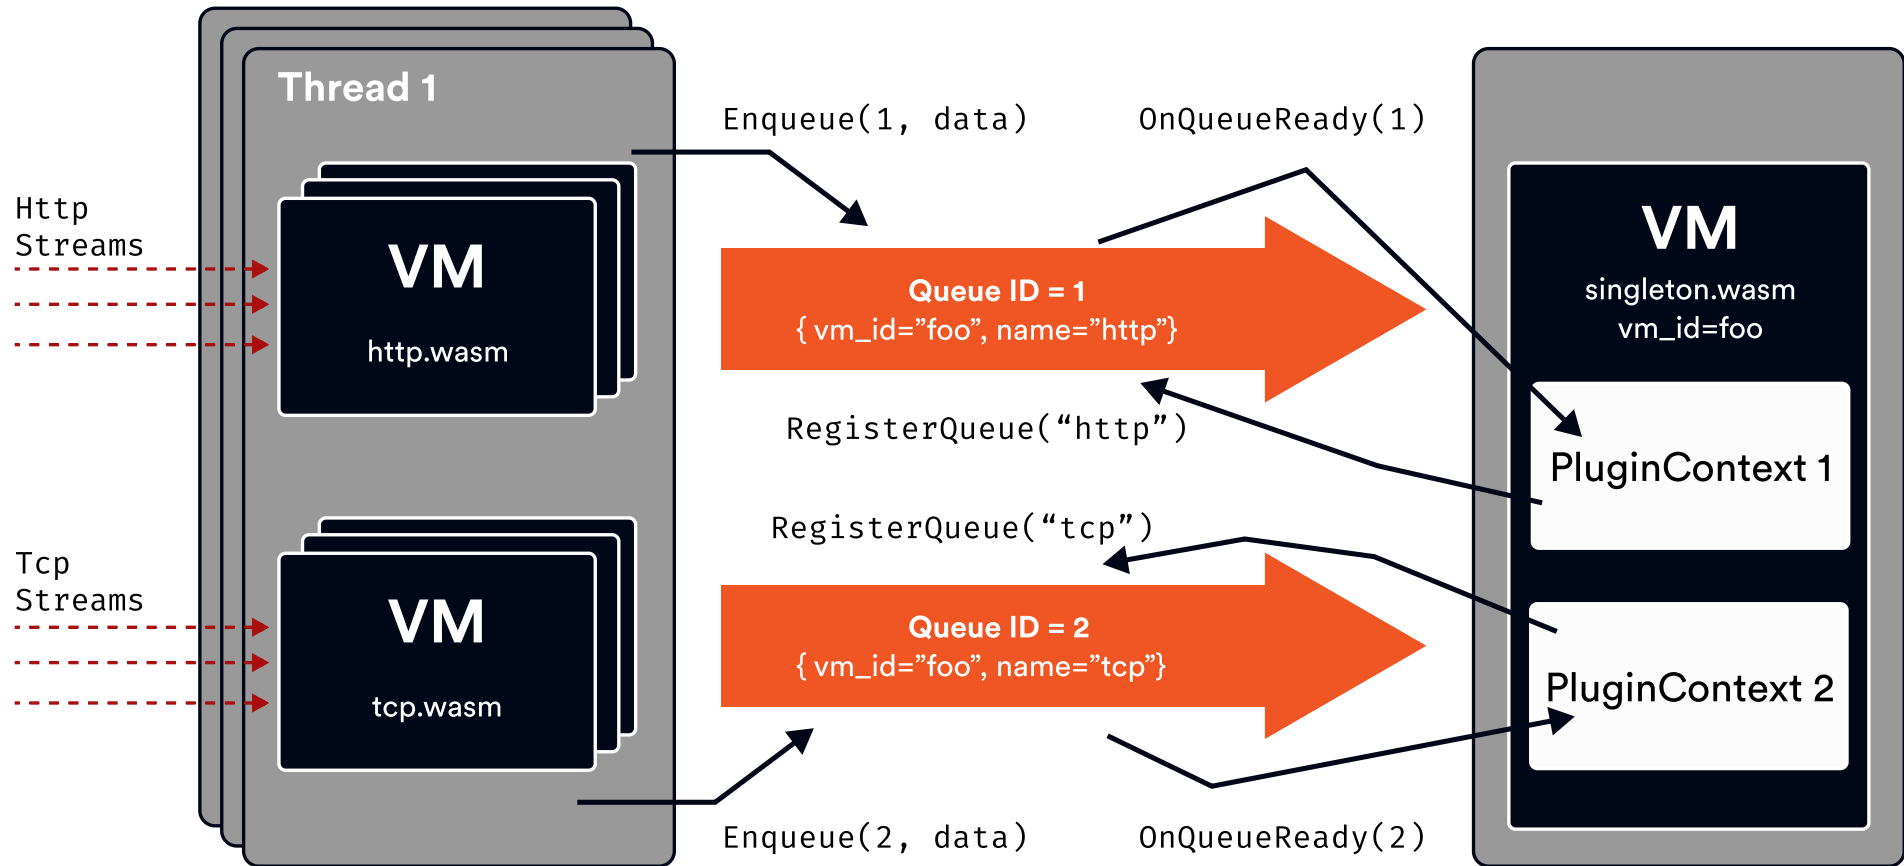 Thread 1
Enqueue(1, data)
OnQueueReady(1)
Http
Streams
VM
http.wasm
Queue ID = 1
{ vm_id=”foo”, name=”http”}
VM
singleton.wasm
vm_id=foo
RegisterQueue(“http”)
PluginContext 1
RegisterQueue(“tcp”)
Tcp
Streams
VM
tcp.wasm
Queue ID = 2
{ vm_id=”foo”, name=”tcp”}
PluginContext 2
Enqueue(2, data)
OnQueueReady(2)